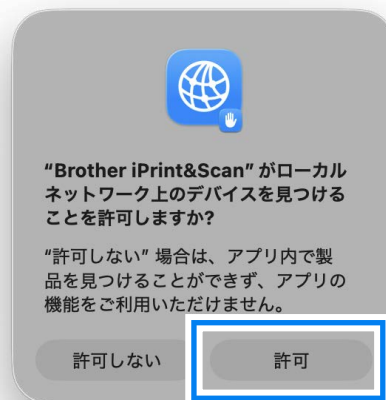 “Brother iPrint&Scan” がローカル
ネットワーク上のデバイスを見つける
ことを許可しますか?
“許可しない” 場合は、アプリ内で製
品を見つけることができず、アプリの
機能をご利用いただけません。
許可しない
許可